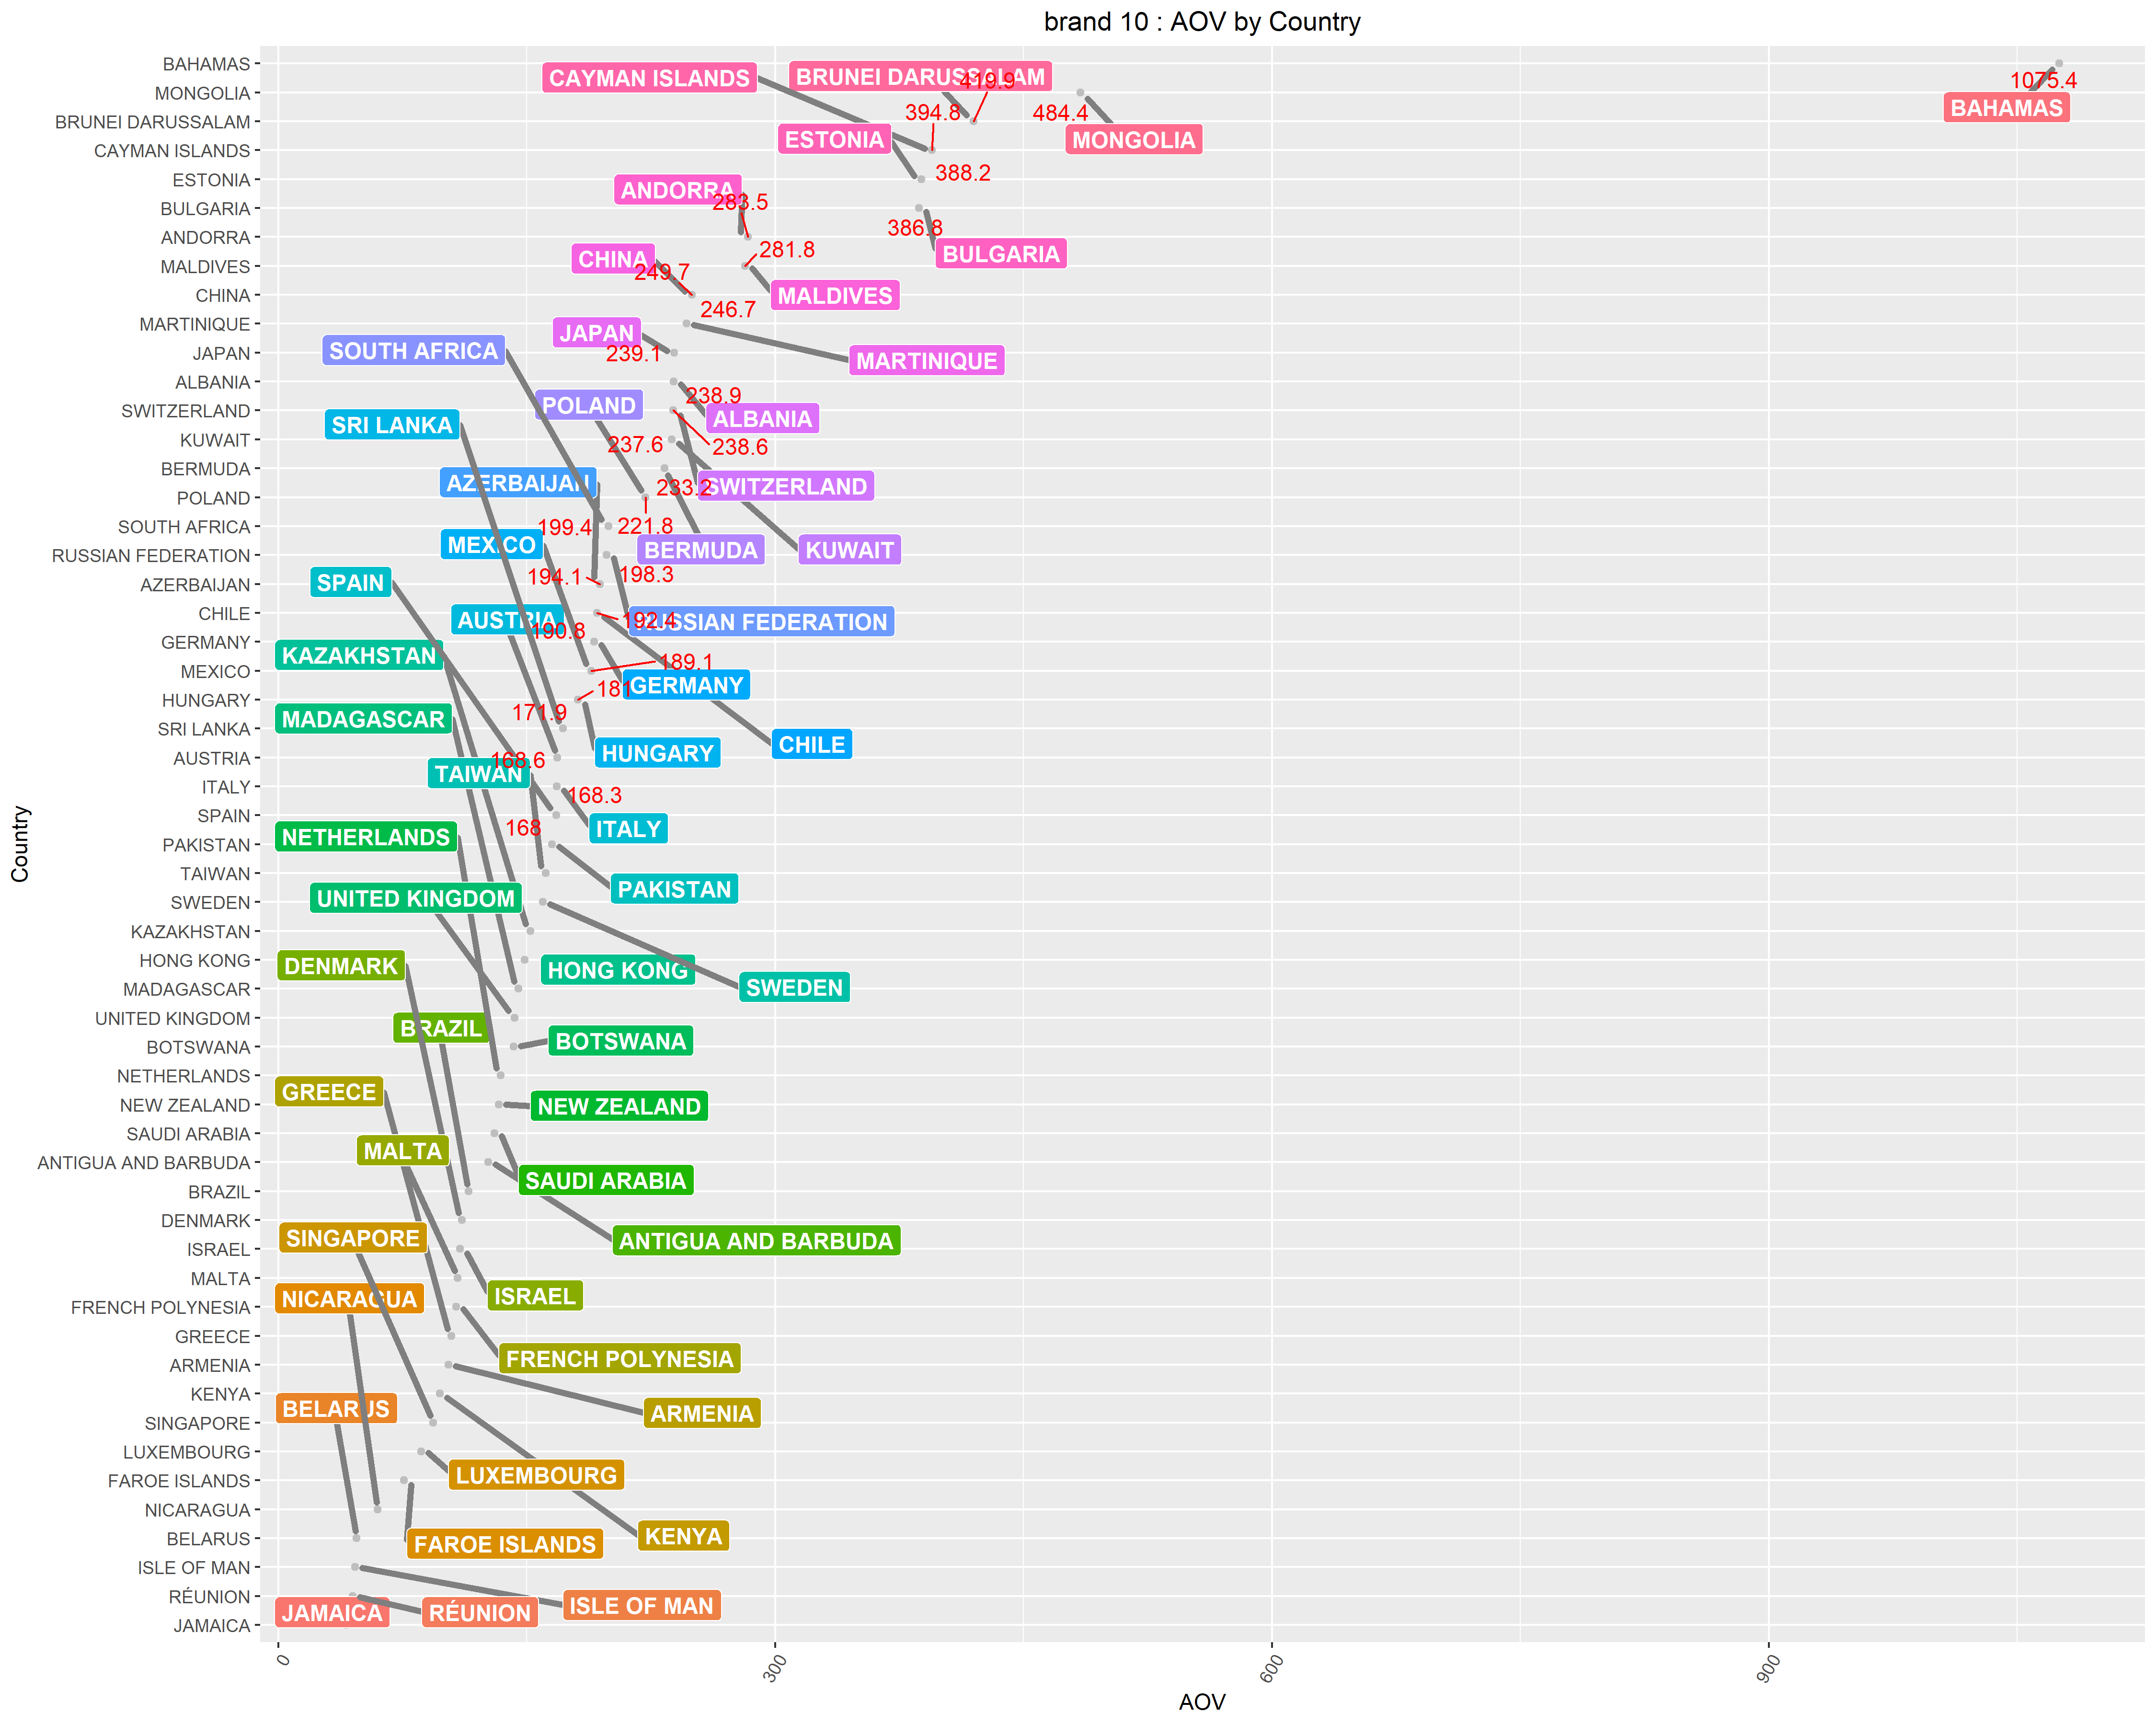 brand 10 : AOV by Country
Country
BAHAMAS
MONGOLIA
BRUNEI DARUSSALAM
CAYMAN ISLANDS
ESTONIA
BULGARIA
ANDORRA
MALDIVES
CHINA
MARTINIQUE
JAPAN
ALBANIA
SWITZERLAND
KUWAIT
BERMUDA
POLAND
SOUTH AFRICA
RUSSIAN FEDERATION
AZERBAIJAN
CHILE
GERMANY
MEXICO
HUNGARY
SRI LANKA
AUSTRIA
ITALY
SPAIN
PAKISTAN
TAIWAN
SWEDEN
KAZAKHSTAN
HONG KONG
MADAGASCAR
UNITED KINGDOM
BOTSWANA
NETHERLANDS
NEW ZEALAND
SAUDI ARABIA
ANTIGUA AND BARBUDA
BRAZIL
DENMARK
ISRAEL
MALTA
FRENCH POLYNESIA
GREECE
ARMENIA
KENYA
SINGAPORE
LUXEMBOURG
FAROE ISLANDS
NICARAGUA
BELARUS
ISLE OF MAN
RÉUNION
JAMAICA
CAYMAN ISLANDS
BRUNEI DARUSSALAM
419.9
1075.4
BAHAMAS
394.8
484.4
ESTONIA
MONGOLIA
388.2
ANDORRA
283.5
386.8
281.8
BULGARIA
CHINA
249.7
MALDIVES
246.7
JAPAN
SOUTH AFRICA
239.1
MARTINIQUE
238.9
POLAND
ALBANIA
SRI LANKA
237.6
238.6
AZERBAIJAN
233.2
SWITZERLAND
199.4
221.8
MEXICO
BERMUDA
KUWAIT
198.3
194.1
SPAIN
AUSTRIA
192.4
RUSSIAN FEDERATION
190.8
KAZAKHSTAN
189.1
GERMANY
181
171.9
MADAGASCAR
CHILE
HUNGARY
168.6
TAIWAN
168.3
168
ITALY
NETHERLANDS
PAKISTAN
UNITED KINGDOM
DENMARK
HONG KONG
SWEDEN
BRAZIL
BOTSWANA
GREECE
NEW ZEALAND
MALTA
SAUDI ARABIA
SINGAPORE
ANTIGUA AND BARBUDA
NICARAGUA
ISRAEL
FRENCH POLYNESIA
BELARUS
ARMENIA
LUXEMBOURG
KENYA
FAROE ISLANDS
ISLE OF MAN
JAMAICA
RÉUNION
0
300
600
900
AOV